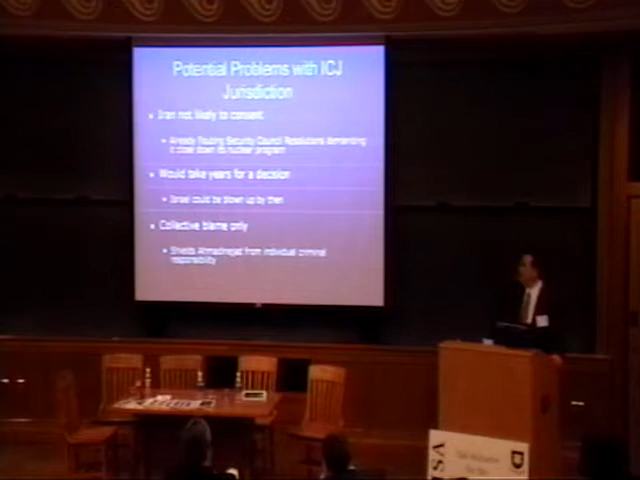 Potential Problems with ICJ
Jurisdiction
Iran not likely to consent
Already flouting Security Council Resolutions demanding
it close down its nuclear program
Would take years for a decision
Israel could be blown up by then
Collective blame only
Shields Ahmadinejad from individual criminal
responsibility
SA
D